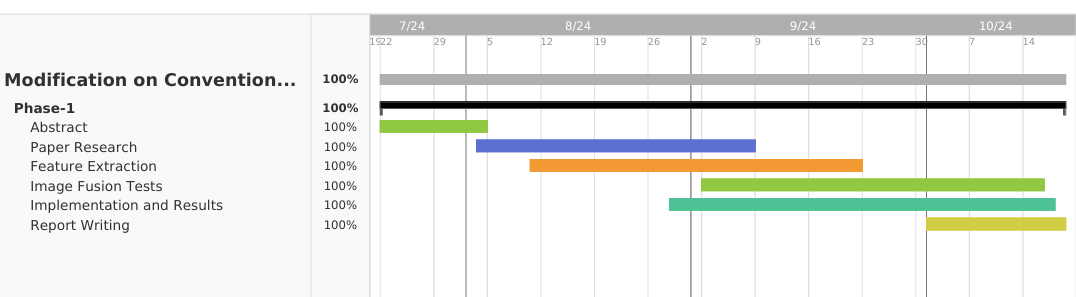 7/24 8/24 9/24 10/24
19 22 29 5 12 19 26 2 9 16 23 30 7 14
Modification on Convention... 100%
Phase-1 100%
Abstract 100%
Paper Research 100%
Feature Extraction 100%
Image Fusion Tests 100%
Implementation and Results 100%
Report Writing 100%